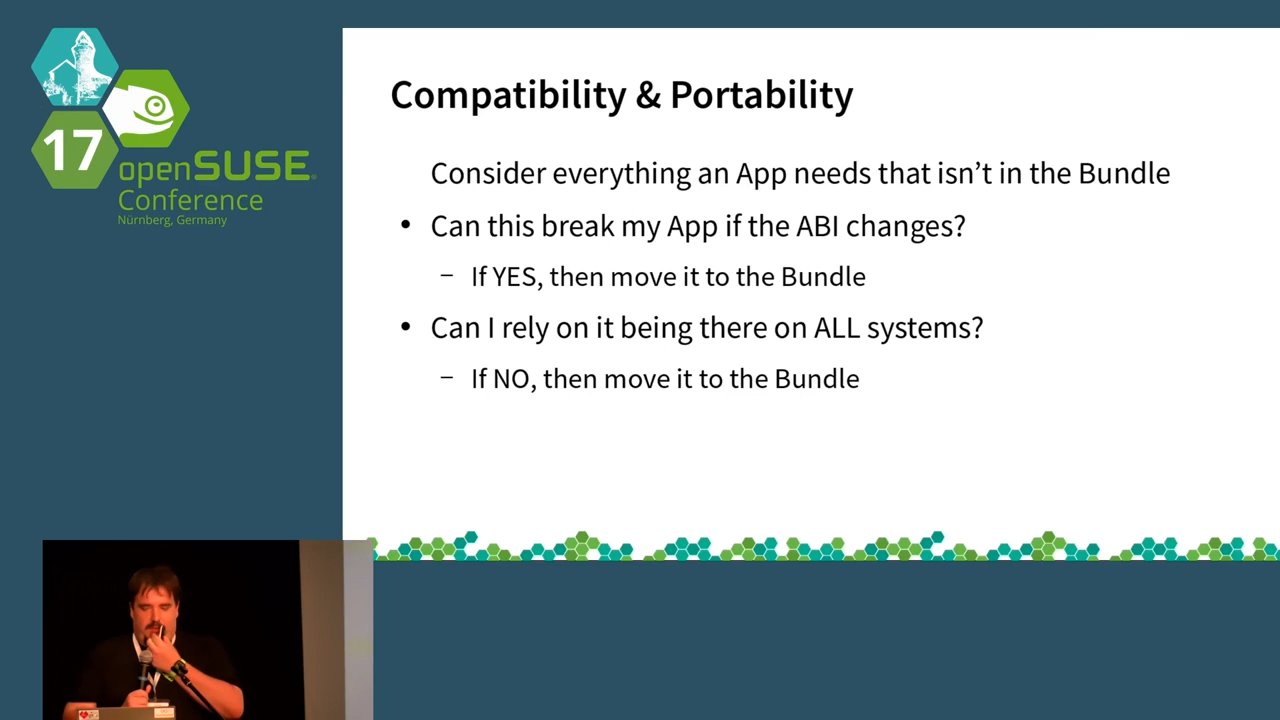 17
openSUSE
Conference
Nürnberg, Germany
Compatibility & Portability
Consider everything an App needs that isn’t in the Bundle
• Can this break my App if the ABI changes?
– If YES, then move it to the Bundle
• Can I rely on it being there on ALL systems?
– If NO, then move it to the Bundle